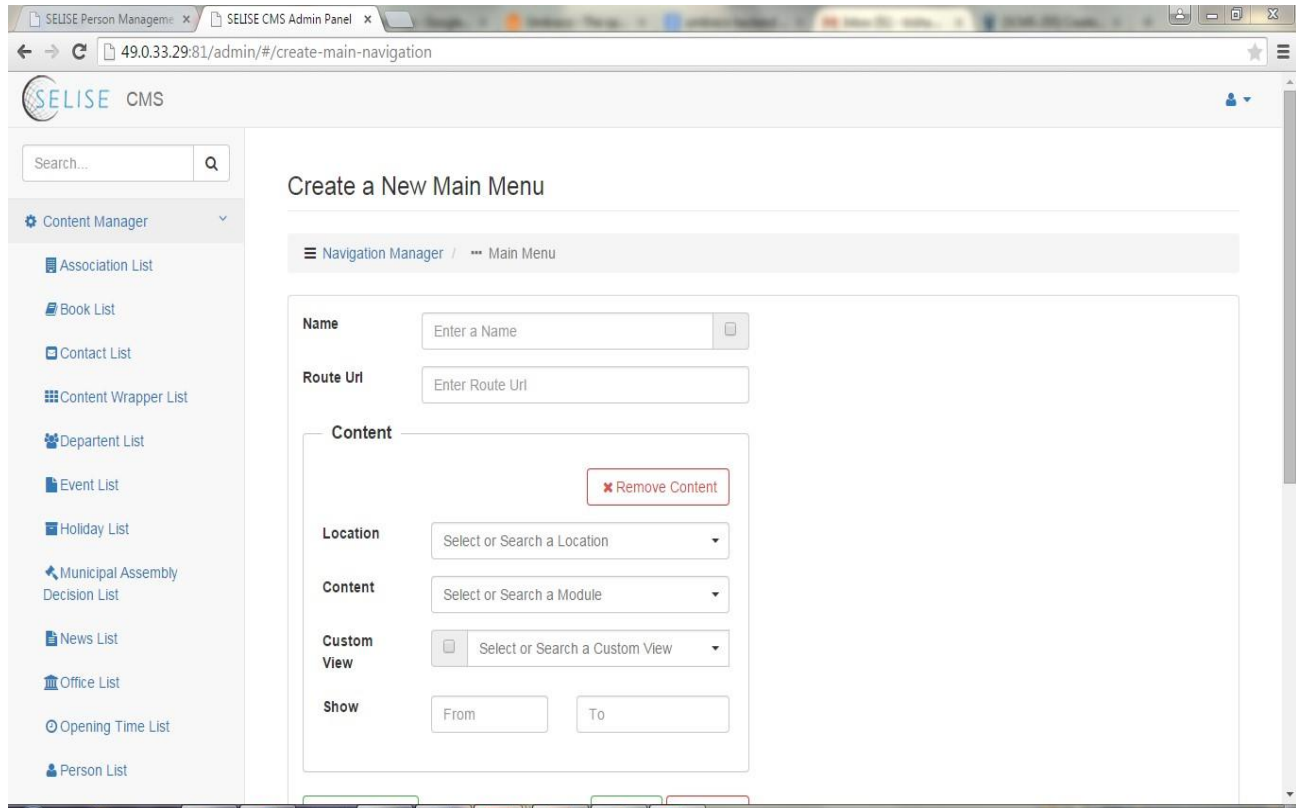 SELISE Person Manageme
SELISE CMS Admin Panel
49.0.33.29:81/admin/#/create-main-navigation
SELISE CMS
Search...
Content Manager
Association List
Book List
Contact List
Content Wrapper List
Departent List
Event List
Holiday List
Municipal Assembly
Decision List
News List
Office List
Opening Time List
Person List
Create a New Main Menu
Navigation Manager / Main Menu
Name
Enter a Name
Route Url
Enter Route Url
Content
Remove Content
Location
Select or Search a Location
Content
Select or Search a Module
Custom
View
Select or Search a Custom View
Show
From
To